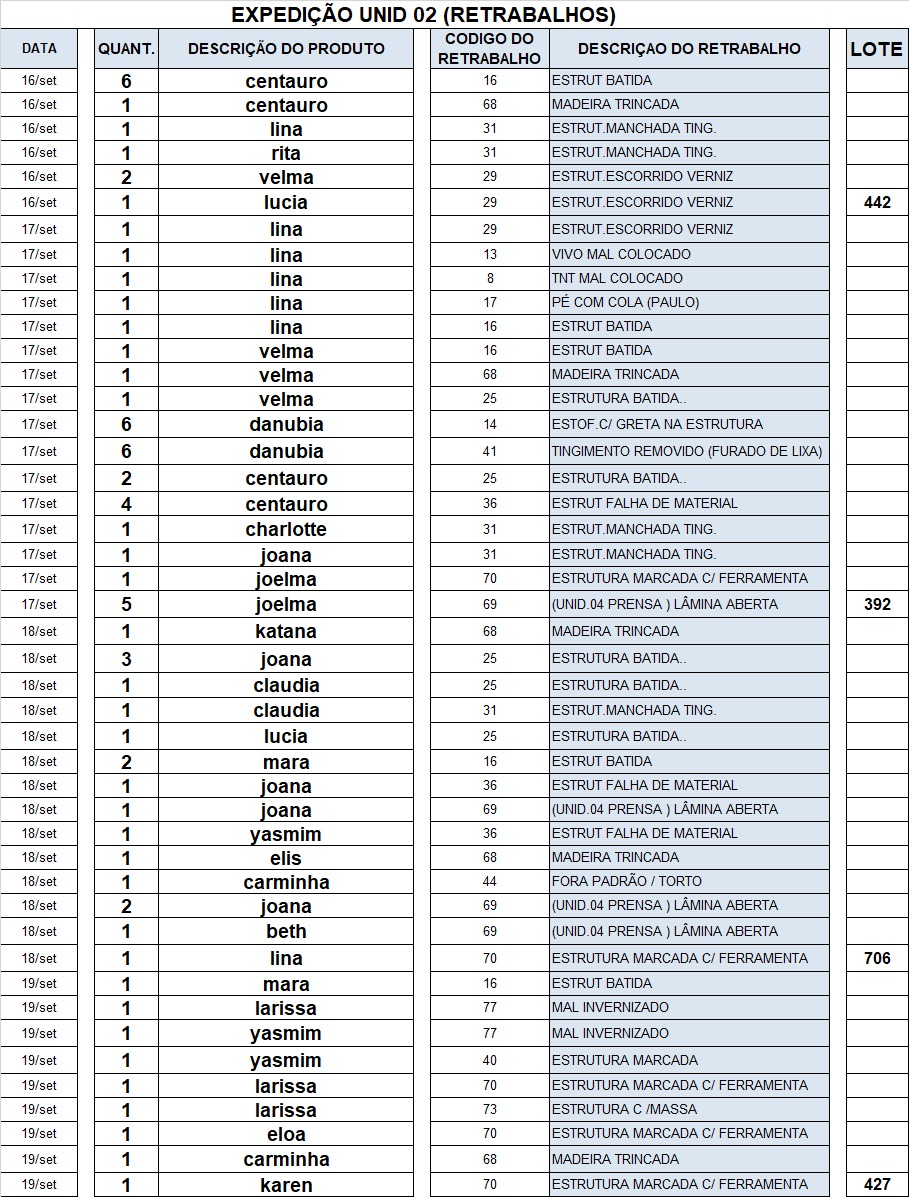 EXPEDIÇÃO UNID 02 (RETRABALHOS)
DATA QUANT. DESCRIÇÃO DO PRODUTO CODIGO DO RETRABALHO DESCRIÇAO DO RETRABALHO LOTE
16/set 6 centauro 16 ESTRUT BATIDA
16/set 1 centauro 68 MADEIRA TRINCADA
16/set 1 lina 31 ESTRUT.MANCHADA TING.
16/set 1 rita 31 ESTRUT.MANCHADA TING.
16/set 2 velma 29 ESTRUT.ESCORRIDO VERNIZ
16/set 1 lucia 29 ESTRUT.ESCORRIDO VERNIZ 442
17/set 1 lina 29 ESTRUT.ESCORRIDO VERNIZ
17/set 1 lina 13 VIVO MAL COLOCADO
17/set 1 lina 8 TNT MAL COLOCADO
17/set 1 lina 17 PÉ COM COLA (PAULO)
17/set 1 lina 16 ESTRUT BATIDA
17/set 1 velma 16 ESTRUT BATIDA
17/set 1 velma 68 MADEIRA TRINCADA
17/set 1 velma 25 ESTRUTURA BATIDA..
17/set 6 danubia 14 ESTOF.C/ GRETA NA ESTRUTURA
17/set 6 danubia 41 TINGIMENTO REMOVIDO (FURADO DE LIXA)
17/set 2 centauro 25 ESTRUTURA BATIDA..
17/set 4 centauro 36 ESTRUT FALHA DE MATERIAL
17/set 1 charlotte 31 ESTRUT.MANCHADA TING.
17/set 1 joana 31 ESTRUT.MANCHADA TING.
17/set 1 joelma 70 ESTRUTURA MARCADA C/ FERRAMENTA
17/set 5 joelma 69 (UNID.04 PRENSA ) LÂMINA ABERTA 392
18/set 1 katana 68 MADEIRA TRINCADA
18/set 3 joana 25 ESTRUTURA BATIDA..
18/set 1 claudia 25 ESTRUTURA BATIDA..
18/set 1 claudia 31 ESTRUT.MANCHADA TING.
18/set 1 lucia 25 ESTRUTURA BATIDA..
18/set 2 mara 16 ESTRUT BATIDA
18/set 1 joana 36 ESTRUT FALHA DE MATERIAL
18/set 1 joana 69 (UNID.04 PRENSA ) LÂMINA ABERTA
18/set 1 yasmim 36 ESTRUT FALHA DE MATERIAL
18/set 1 elis 68 MADEIRA TRINCADA
18/set 1 carminha 44 FORA PADRÃO / TORTO
18/set 2 joana 69 (UNID.04 PRENSA ) LÂMINA ABERTA
18/set 1 beth 69 (UNID.04 PRENSA ) LÂMINA ABERTA
18/set 1 lina 70 ESTRUTURA MARCADA C/ FERRAMENTA 706
19/set 1 mara 16 ESTRUT BATIDA
19/set 1 larissa 77 MAL INVERNIZADO
19/set 1 yasmim 77 MAL INVERNIZADO
19/set 1 yasmim 40 ESTRUTURA MARCADA
19/set 1 larissa 70 ESTRUTURA MARCADA C/ FERRAMENTA
19/set 1 larissa 73 ESTRUTURA C /MASSA
19/set 1 eloa 70 ESTRUTURA MARCADA C/ FERRAMENTA
19/set 1 carminha 68 MADEIRA TRINCADA
19/set 1 karen 70 ESTRUTURA MARCADA C/ FERRAMENTA 427